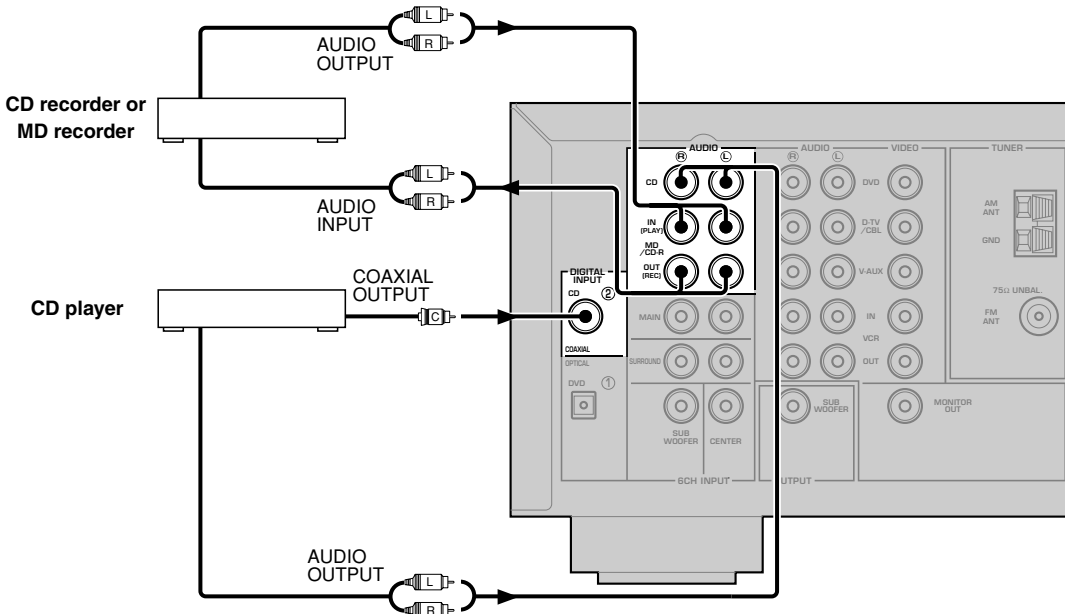 L
R
AUDIO
OUTPUT
CD recorder or
MD recorder
L
R
AUDIO
INPUT
COAXIAL
OUTPUT
C
CD player
AUDIO
OUTPUT
L
R
AUDIO
R L
CD
IN
(PLAY)
MD
/CD-R
OUT
(REC)
DIGITAL
INPUT
CD 2
COAXIAL
OPTICAL
DVD 1
MAIN
SURROUND
SUB
WOOFER
CENTER
6CH INPUT
AUDIO
R L
VIDEO
DVD
D-TV
/CBL
V-AUX
IN
VCR
OUT
SUB
WOOFER
OUTPUT
MONITOR
OUT
TUNER
AM
ANT
GND
75Ω UNBAL.
FM
ANT